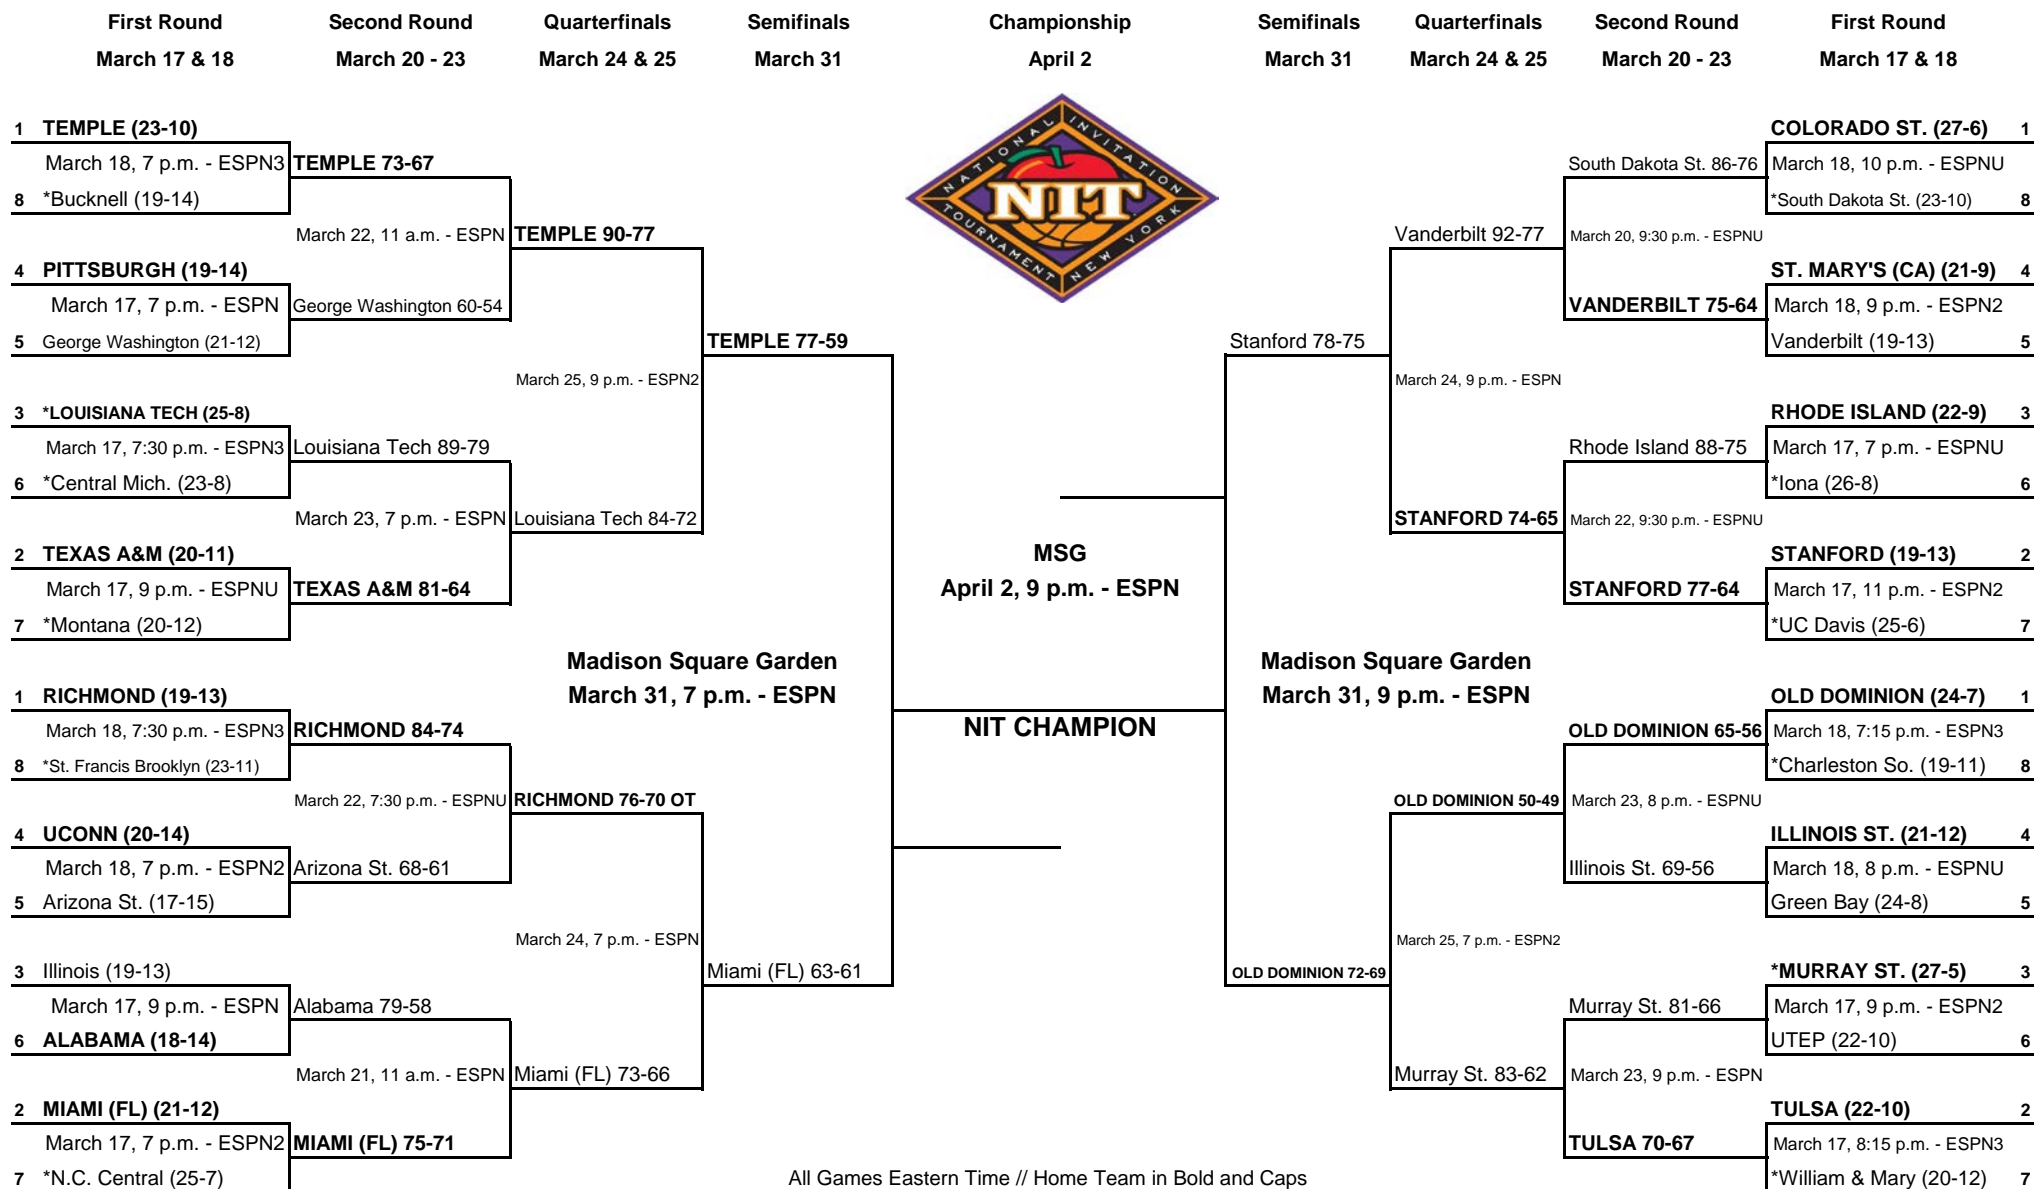 First Round Second Round Quarterfinals Semifinals Championship Semifinals Quarterfinals Second Round First Round
March 17 & 18 March 20 - 23 March 24 & 25 March 31 April 2 March 31 March 24 & 25 March 20 - 23 March 17 & 18
NATIONAL INVITATION
NIT
TOURNAMENT NEW YORK
1 TEMPLE (23-10)
March 18, 7 p.m. - ESPN3
8 *Bucknell (19-14)
4 PITTSBURGH (19-14)
March 17, 7 p.m. - ESPN
5 George Washington (21-12)
3 *LOUISIANA TECH (25-8)
March 17, 7:30 p.m. - ESPN3
6 *Central Mich. (23-8)
2 TEXAS A&M (20-11)
March 17, 9 p.m. - ESPNU
7 *Montana (20-12)
1 RICHMOND (19-13)
March 18, 7:30 p.m. - ESPN3
8 *St. Francis Brooklyn (23-11)
4 UCONN (20-14)
March 18, 7 p.m. - ESPN2
5 Arizona St. (17-15)
3 Illinois (19-13)
March 17, 9 p.m. - ESPN
6 ALABAMA (18-14)
2 MIAMI (FL) (21-12)
March 17, 7 p.m. - ESPN2
7 *N.C. Central (25-7)
TEMPLE 73-67
March 22, 11 a.m. - ESPN
George Washington 60-54
Louisiana Tech 89-79
March 23, 7 p.m. - ESPN
TEXAS A&M 81-64
RICHMOND 84-74
March 22, 7:30 p.m. - ESPNU
Arizona St. 68-61
Alabama 79-58
March 21, 11 a.m. - ESPN
MIAMI (FL) 75-71
TEMPLE 90-77
March 25, 9 p.m. - ESPN2
Louisiana Tech 84-72
RICHMOND 76-70 OT
March 24, 7 p.m. - ESPN
Miami (FL) 73-66
TEMPLE 77-59
Madison Square Garden
March 31, 7 p.m. - ESPN
Miami (FL) 63-61
MSG
April 2, 9 p.m. - ESPN
NIT CHAMPION
Stanford 78-75
Madison Square Garden
March 31, 9 p.m. - ESPN
OLD DOMINION 72-69
Vanderbilt 92-77
March 24, 9 p.m. - ESPN
STANFORD 74-65
OLD DOMINION 50-49
March 25, 7 p.m. - ESPN2
Murray St. 83-62
South Dakota St. 86-76
March 20, 9:30 p.m. - ESPNU
VANDERBILT 75-64
Rhode Island 88-75
March 22, 9:30 p.m. - ESPNU
STANFORD 77-64
OLD DOMINION 65-56
March 23, 8 p.m. - ESPNU
Illinois St. 69-56
Murray St. 81-66
March 23, 9 p.m. - ESPN
TULSA 70-67
COLORADO ST. (27-6) 1
March 18, 10 p.m. - ESPNU
*South Dakota St. (23-10) 8
ST. MARY'S (CA) (21-9) 4
March 18, 9 p.m. - ESPN2
Vanderbilt (19-13) 5
RHODE ISLAND (22-9) 3
March 17, 7 p.m. - ESPNU
*Iona (26-8) 6
STANFORD (19-13) 2
March 17, 11 p.m. - ESPN2
*UC Davis (25-6) 7
OLD DOMINION (24-7) 1
March 18, 7:15 p.m. - ESPN3
*Charleston So. (19-11) 8
ILLINOIS ST. (21-12) 4
March 18, 8 p.m. - ESPNU
Green Bay (24-8) 5
*MURRAY ST. (27-5) 3
March 17, 9 p.m. - ESPN2
UTEP (22-10) 6
TULSA (22-10) 2
March 17, 8:15 p.m. - ESPN3
*William & Mary (20-12) 7
All Games Eastern Time // Home Team in Bold and Caps